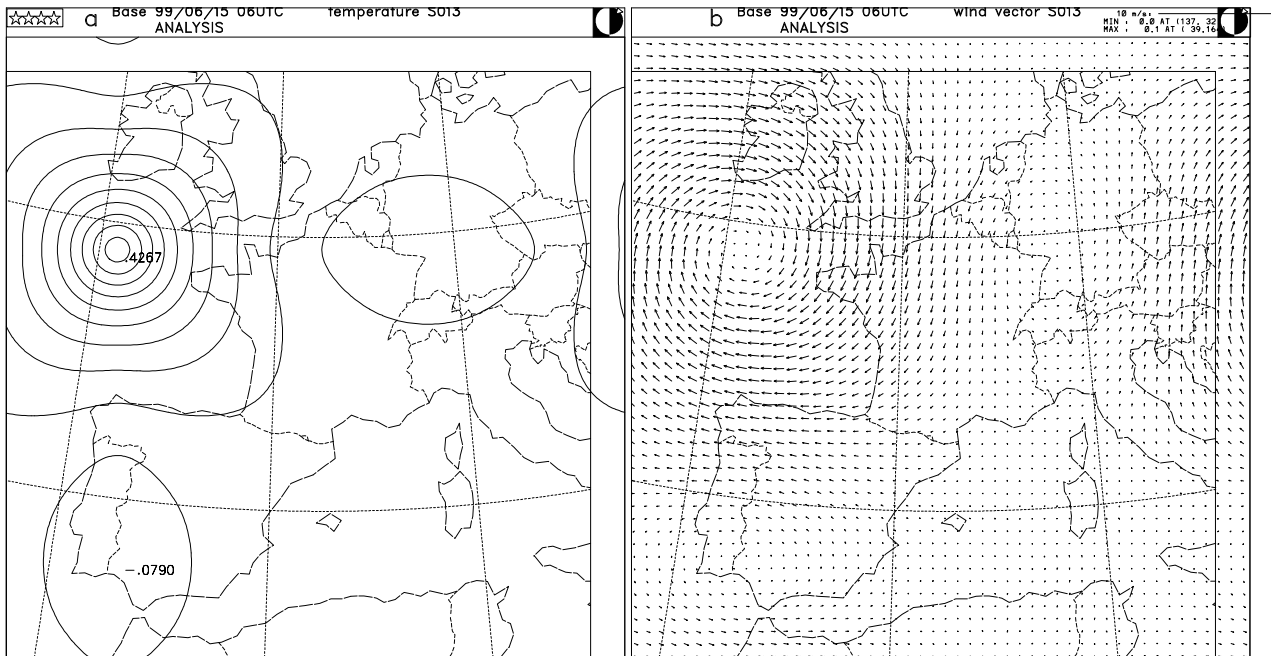 a
Base 99/06/15 06UTC temperature S013
ANALYSIS
.4267
-.0790
b
Base 99/06/15 06UTC wind vector S013
ANALYSIS
10 m/s:
MIN : 0.0 AT (137, 32
MAX : 0.1 AT ( 39,16